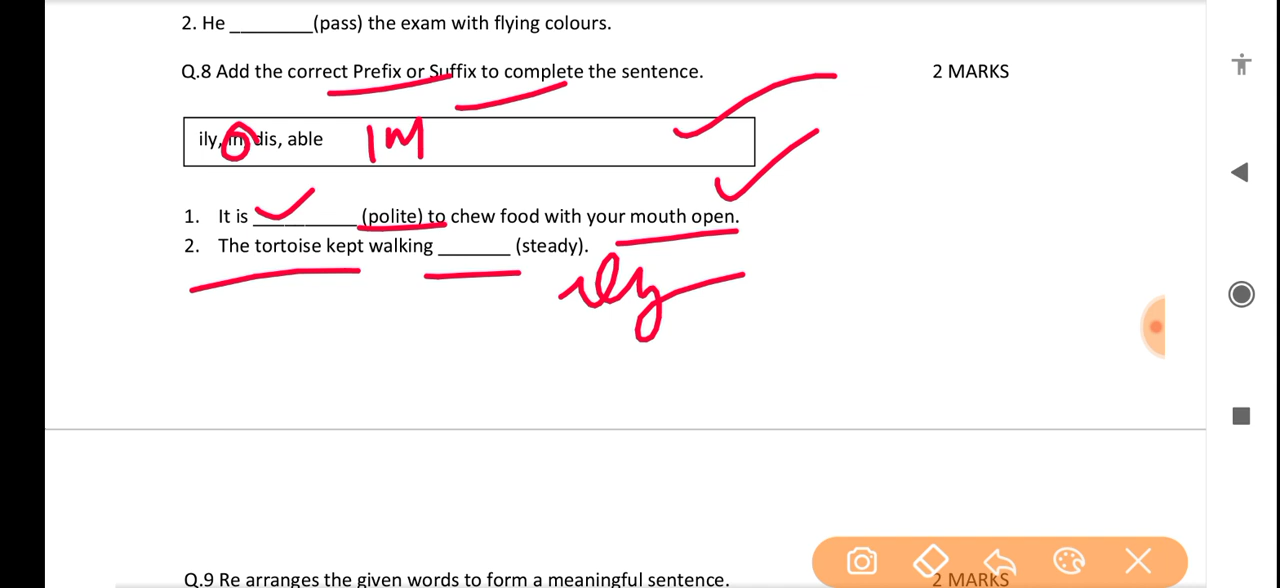 2. He ________(pass) the exam with flying colours.
Q.8 Add the correct Prefix or Suffix to complete the sentence. 2 MARKS
ily, im, dis, able IM
1. It is __________ (polite) to chew food with your mouth open.
2. The tortoise kept walking _______ (steady).
ily
Q.9 Re arranges the given words to form a meaningful sentence. 2 MARKS